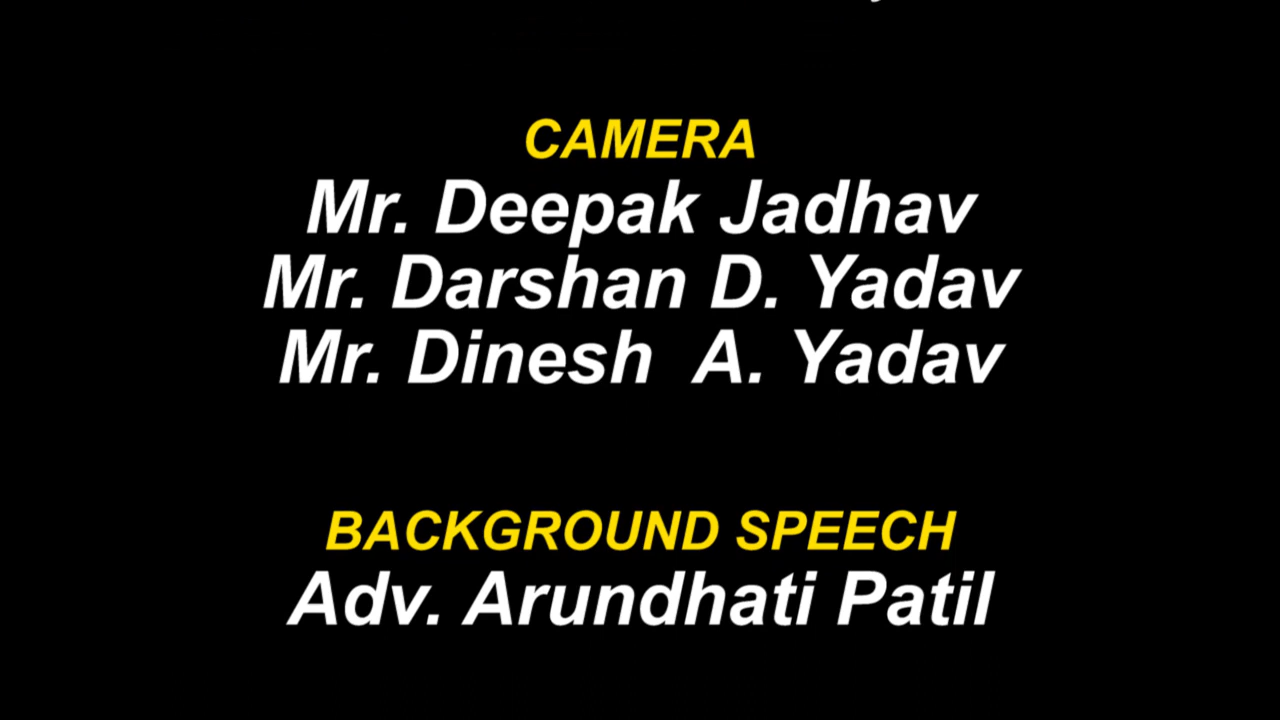 CAMERA
Mr. Deepak Jadhav
Mr. Darshan D. Yadav
Mr. Dinesh  A. Yadav
BACKGROUND SPEECH
Adv. Arundhati Patil